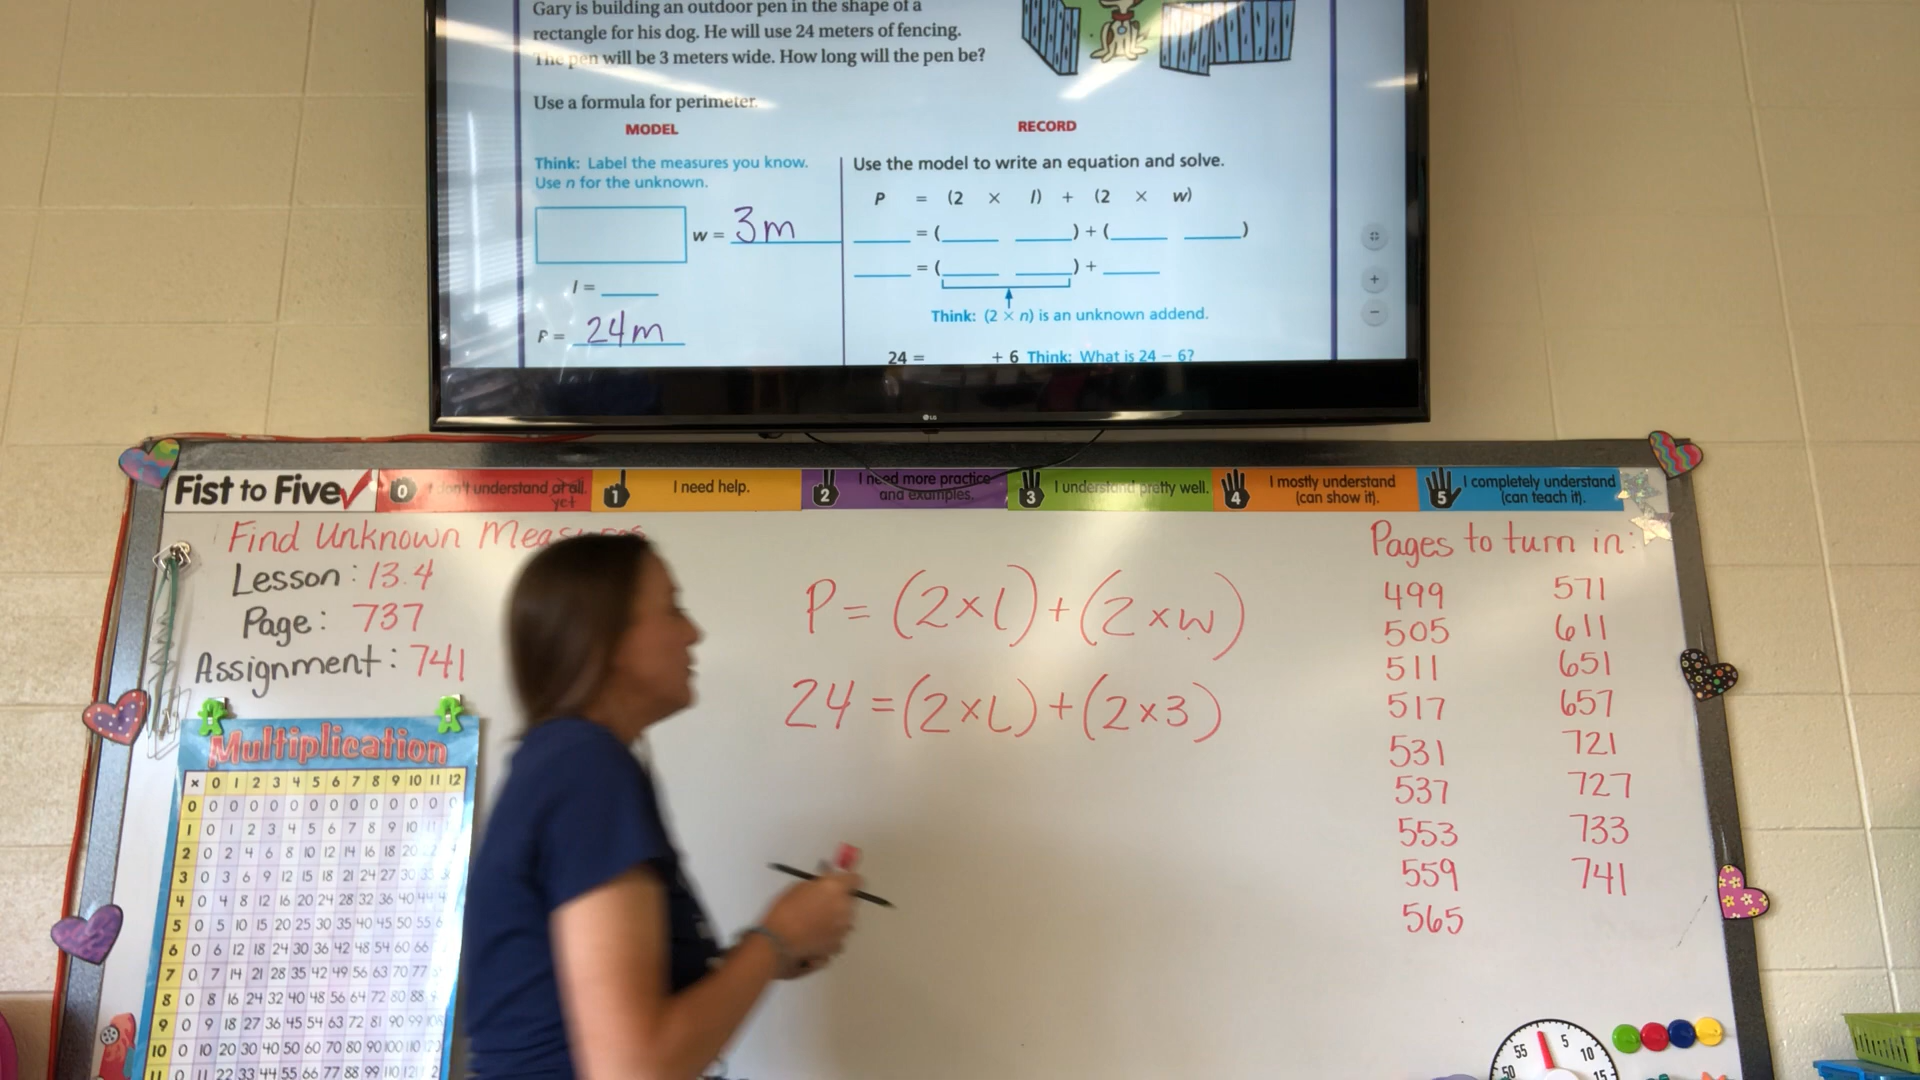 Gary is building an outdoor pen in the shape of a
rectangle for his dog. He will use 24 meters of fencing.
The pen will be 3 meters wide. How long will the pen be?
Use a formula for perimeter.
MODEL
Think: Label the measures you know.
Use n for the unknown.
w = 3m
l =
P = 24m
RECORD
Use the model to write an equation and solve.
P = (2 × l) + (2 × w)
= ( ) + ( )
= ( ) +
Think: (2 × n) is an unknown addend.
24 = + 6 Think: What is 24 − 6?
LG
Fist to Five
0 I don't understand at all.
yet
1 I need help.
2 I need more practice
and examples.
3 I understand pretty well.
4 I mostly understand
(can show it).
5 I completely understand
(can teach it).
Find Unknown Measures
Lesson: 13.4
Page: 737
Assignment: 741
P = (2×l)+(2×w)
24 = (2×L)+(2×3)
Pages to turn in:
499 571
505 611
511 651
517 657
531 721
537 727
553 733
559 741
565
Multiplication
× 0 1 2 3 4 5 6 7 8 9 10 11 12
0 0 0 0 0 0 0 0 0 0 0 0 0 0
1 0 1 2 3 4 5 6 7 8 9 10 11
2 0 2 4 6 8 10 12 14 16 18 20
3 0 3 6 9 12 15 18 21 24 27 30 33
4 0 4 8 12 16 20 24 28 32 36 40 44
5 0 5 10 15 20 25 30 35 40 45 50 55
6 0 6 12 18 24 30 36 42 48 54 60 66
7 0 7 14 21 28 35 42 49 56 63 70 77
8 0 8 16 24 32 40 48 56 64 72 80 88
9 0 9 18 27 36 45 54 63 72 81 90 99 108
10 0 10 20 30 40 50 60 70 80 90 100 110 120
11 0 11 22 33 44 55 66 77 88 99 110 121
55 5 10
50 15